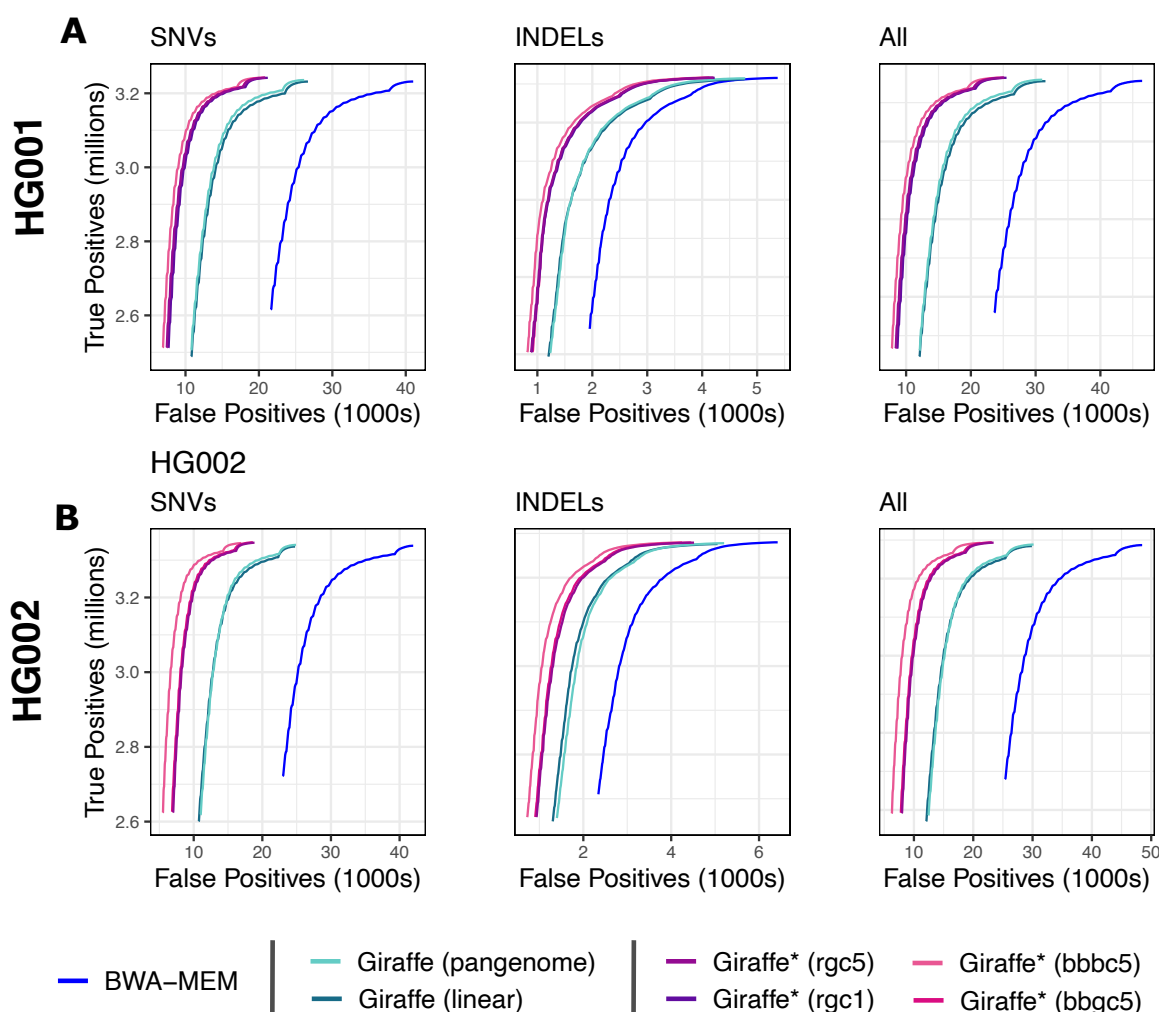 A
SNVs
INDELs
All
HG001
True Positives (millions)
3.2
3.0
2.8
2.6
10 20 30 40
1 2 3 4 5
10 20 30 40
False Positives (1000s)
False Positives (1000s)
False Positives (1000s)
HG002
B
SNVs
INDELs
All
HG002
True Positives (millions)
3.2
3.0
2.8
2.6
10 20 30 40
2 4 6
10 20 30 40 50
False Positives (1000s)
False Positives (1000s)
False Positives (1000s)
BWA−MEM
Giraffe (pangenome)
Giraffe (linear)
Giraffe* (rgc5)
Giraffe* (rgc1)
Giraffe* (bbbc5)
Giraffe* (bbgc5)